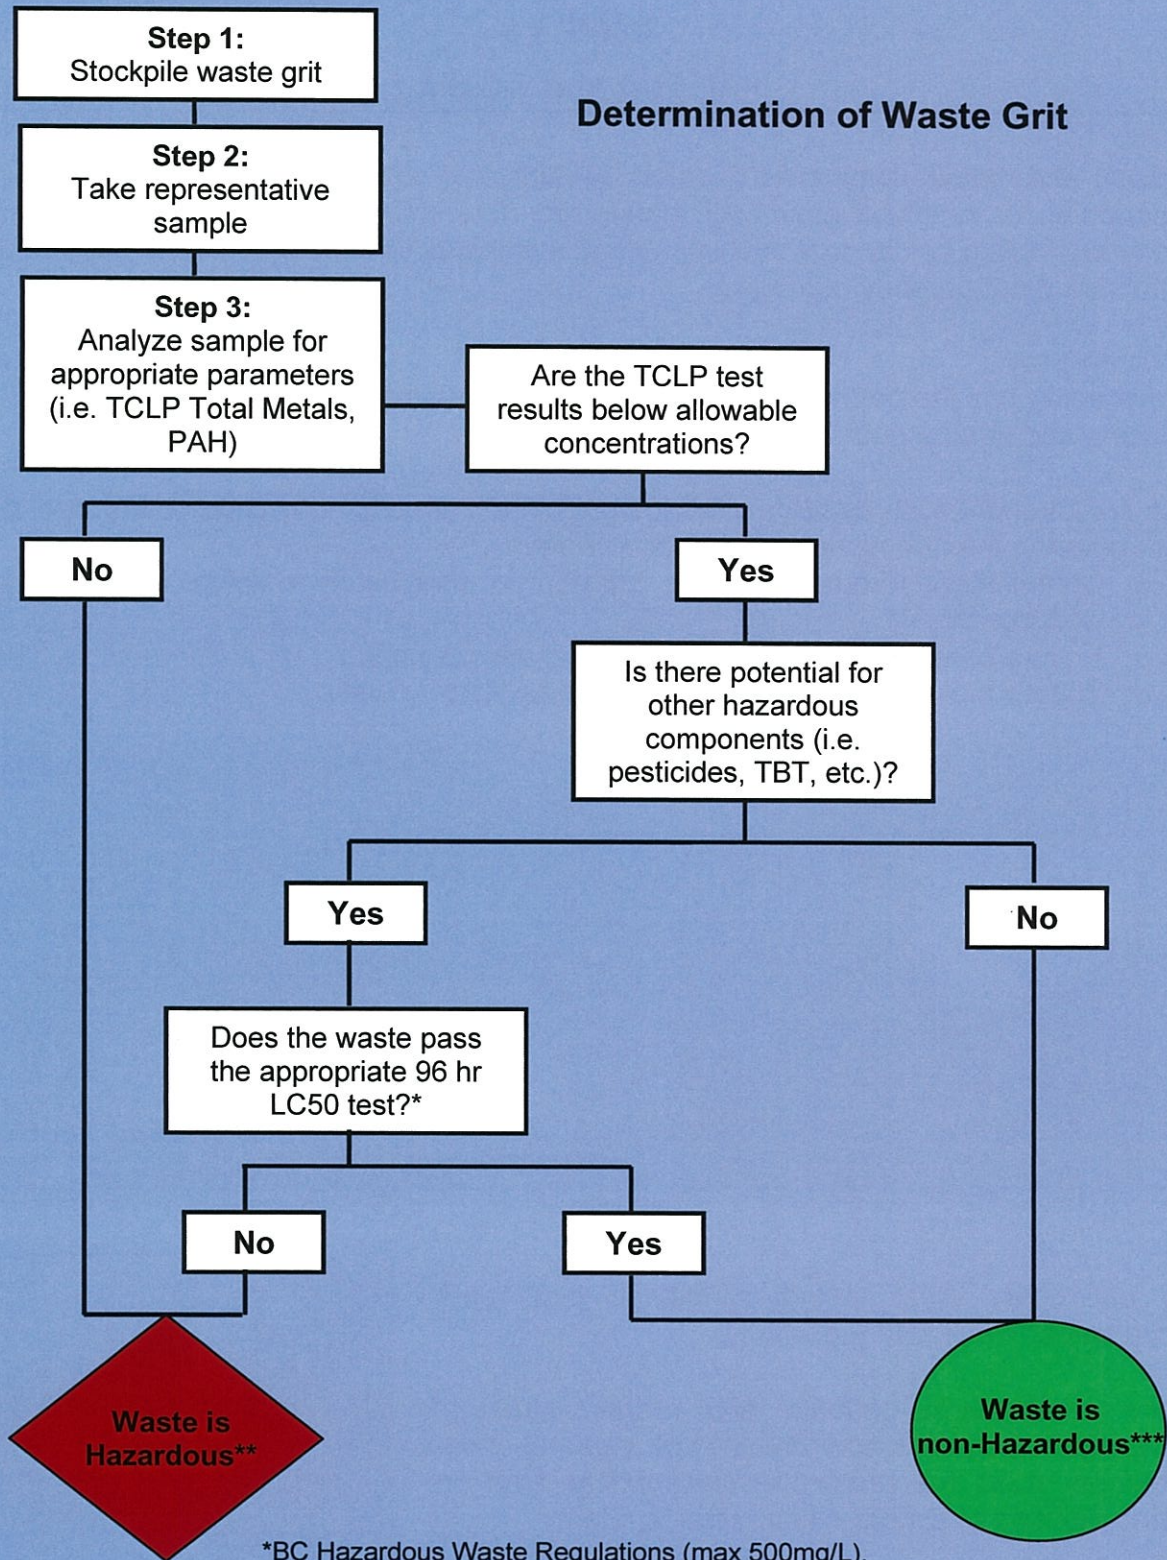 Step 1:
Stockpile waste grit
Determination of Waste Grit
Step 2:
Take representative
sample
Step 3:
Analyze sample for
appropriate parameters
(i.e. TCLP Total Metals,
PAH)
Are the TCLP test
results below allowable
concentrations?
No
Yes
Is there potential for
other hazardous
components (i.e.
pesticides, TBT, etc.)?
Yes
No
Does the waste pass
the appropriate 96 hr
LC50 test?*
No
Yes
Waste is
Hazardous**
Waste is
non-Hazardous***
*BC Hazardous Waste Regulations (max 500mg/L).